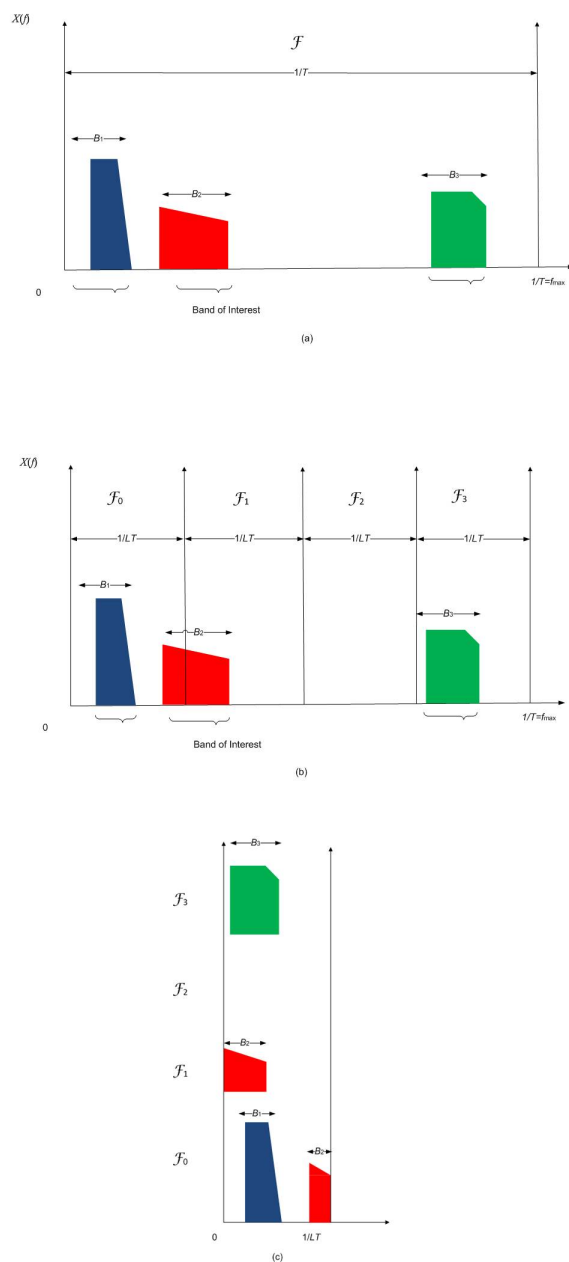 X(f)
ℱ
1/T
B1
B2
B3
0
1/T=fmax
Band of Interest
(a)
X(f)
ℱ0
ℱ1
ℱ2
ℱ3
1/LT
1/LT
1/LT
1/LT
B1
B2
B3
0
1/T=fmax
Band of Interest
(b)
B3
ℱ3
ℱ2
B2
ℱ1
B1
B2
ℱ0
0
1/LT
(c)